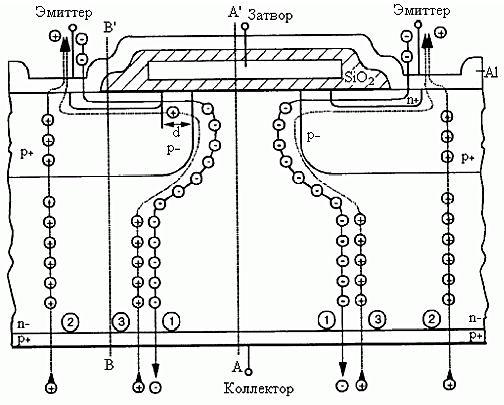 Эмиттер Эмиттер
B' A' Затвор
SiO2 Al
n+
d
p+ p- p- p+
n- 2 3 1 1 3 2 n-
p+ p+
B A Коллектор